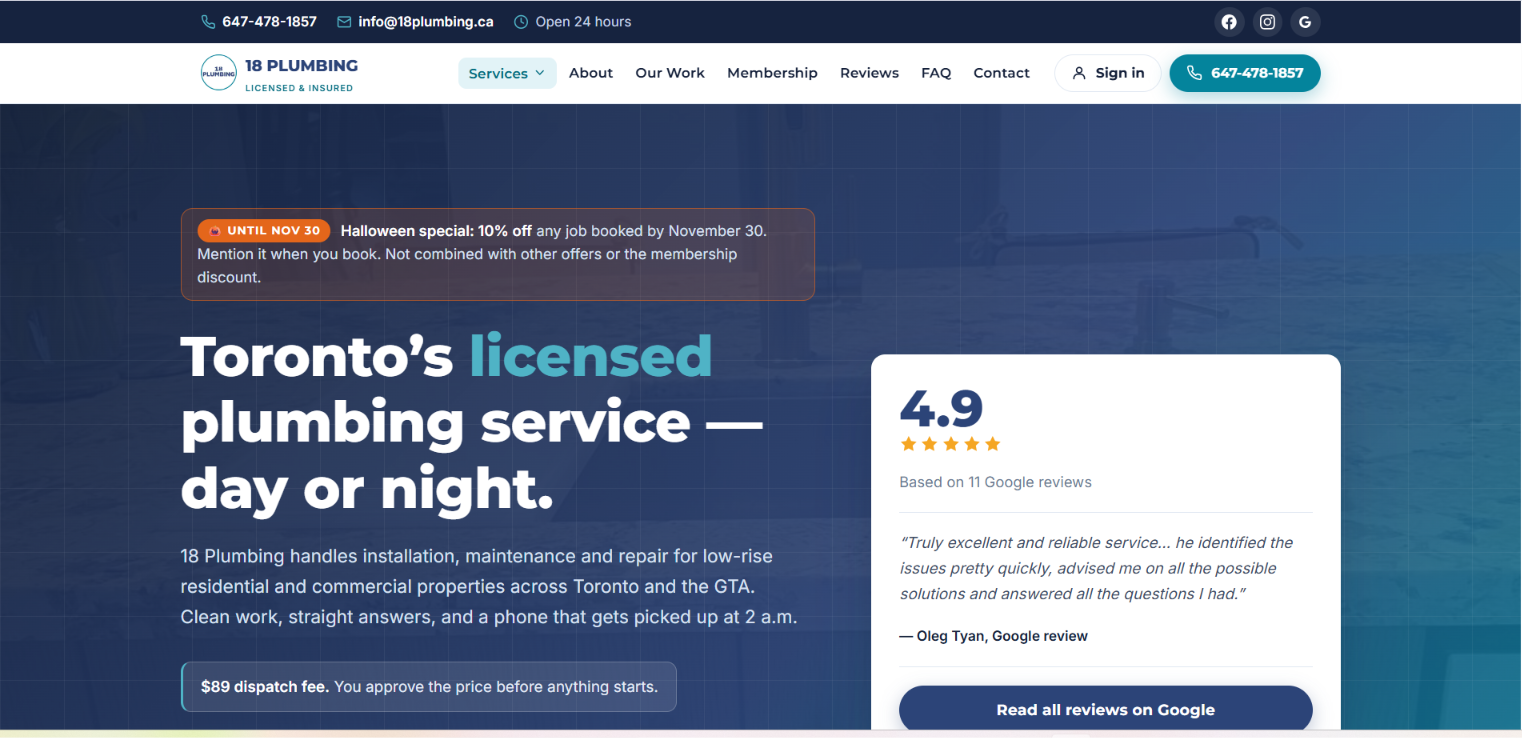 647-478-1857 info@18plumbing.ca Open 24 hours
18 PLUMBING
18 PLUMBING
LICENSED & INSURED
Services About Our Work Membership Reviews FAQ Contact Sign in 647-478-1857
UNTIL NOV 30 Halloween special: 10% off any job booked by November 30.
Mention it when you book. Not combined with other offers or the membership
discount.
Toronto’s licensed
plumbing service —
day or night.
18 Plumbing handles installation, maintenance and repair for low-rise
residential and commercial properties across Toronto and the GTA.
Clean work, straight answers, and a phone that gets picked up at 2 a.m.
$89 dispatch fee. You approve the price before anything starts.
4.9
Based on 11 Google reviews
“Truly excellent and reliable service... he identified the
issues pretty quickly, advised me on all the possible
solutions and answered all the questions I had.”
— Oleg Tyan, Google review
Read all reviews on Google